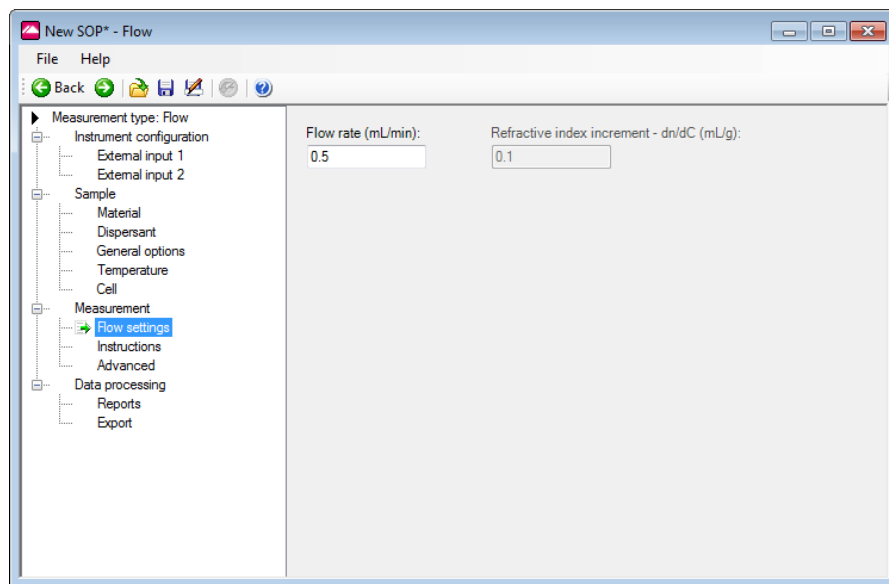 New SOP* - Flow
File Help
Back
Measurement type: Flow
Instrument configuration
External input 1
External input 2
Sample
Material
Dispersant
General options
Temperature
Cell
Measurement
Flow settings
Instructions
Advanced
Data processing
Reports
Export
Flow rate (mL/min): Refractive index increment - dn/dC (mL/g):
0.5 0.1